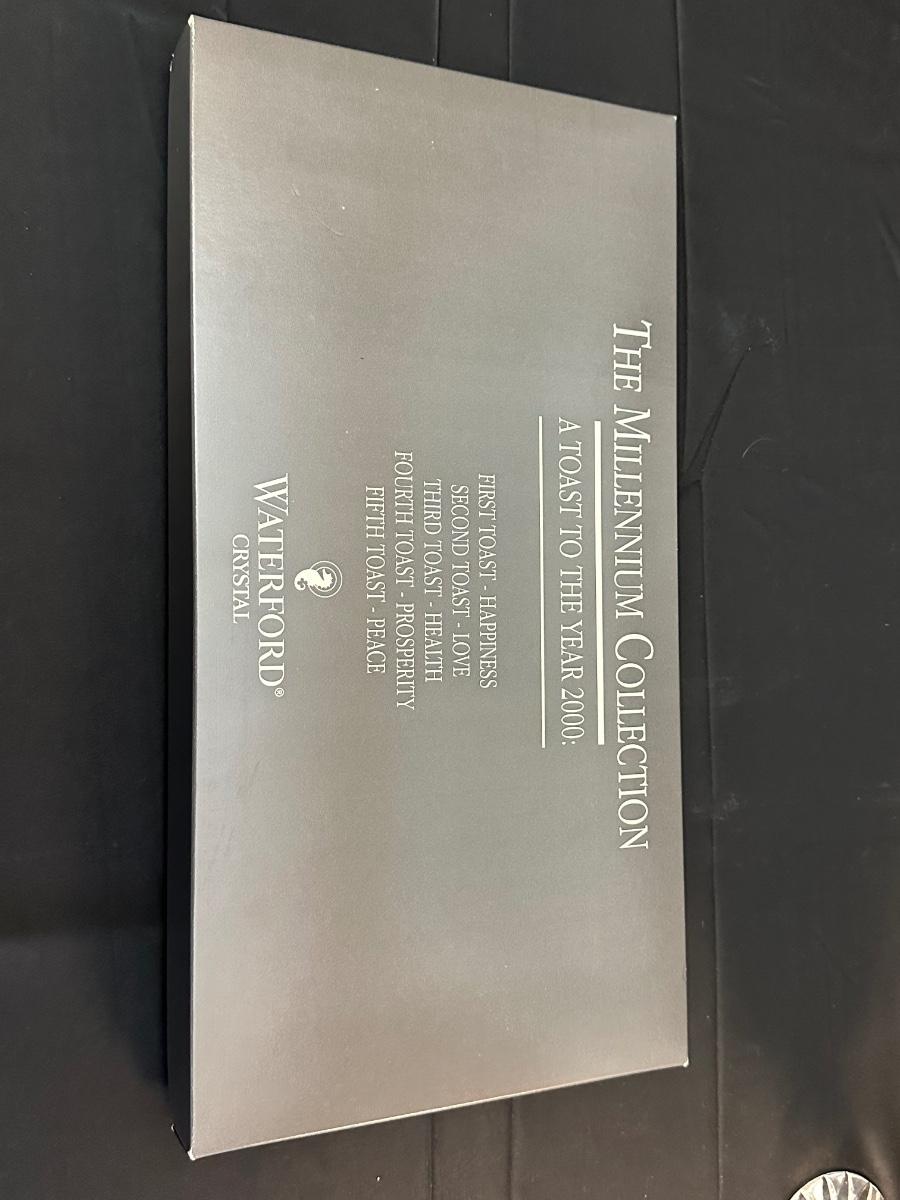 THE MILLENNIUM COLLECTION
A TOAST TO THE YEAR 2000:
FIRST TOAST - HAPPINESS
SECOND TOAST - LOVE
THIRD TOAST - HEALTH
FOURTH TOAST - PROSPERITY
FIFTH TOAST - PEACE
WATERFORD®
CRYSTAL